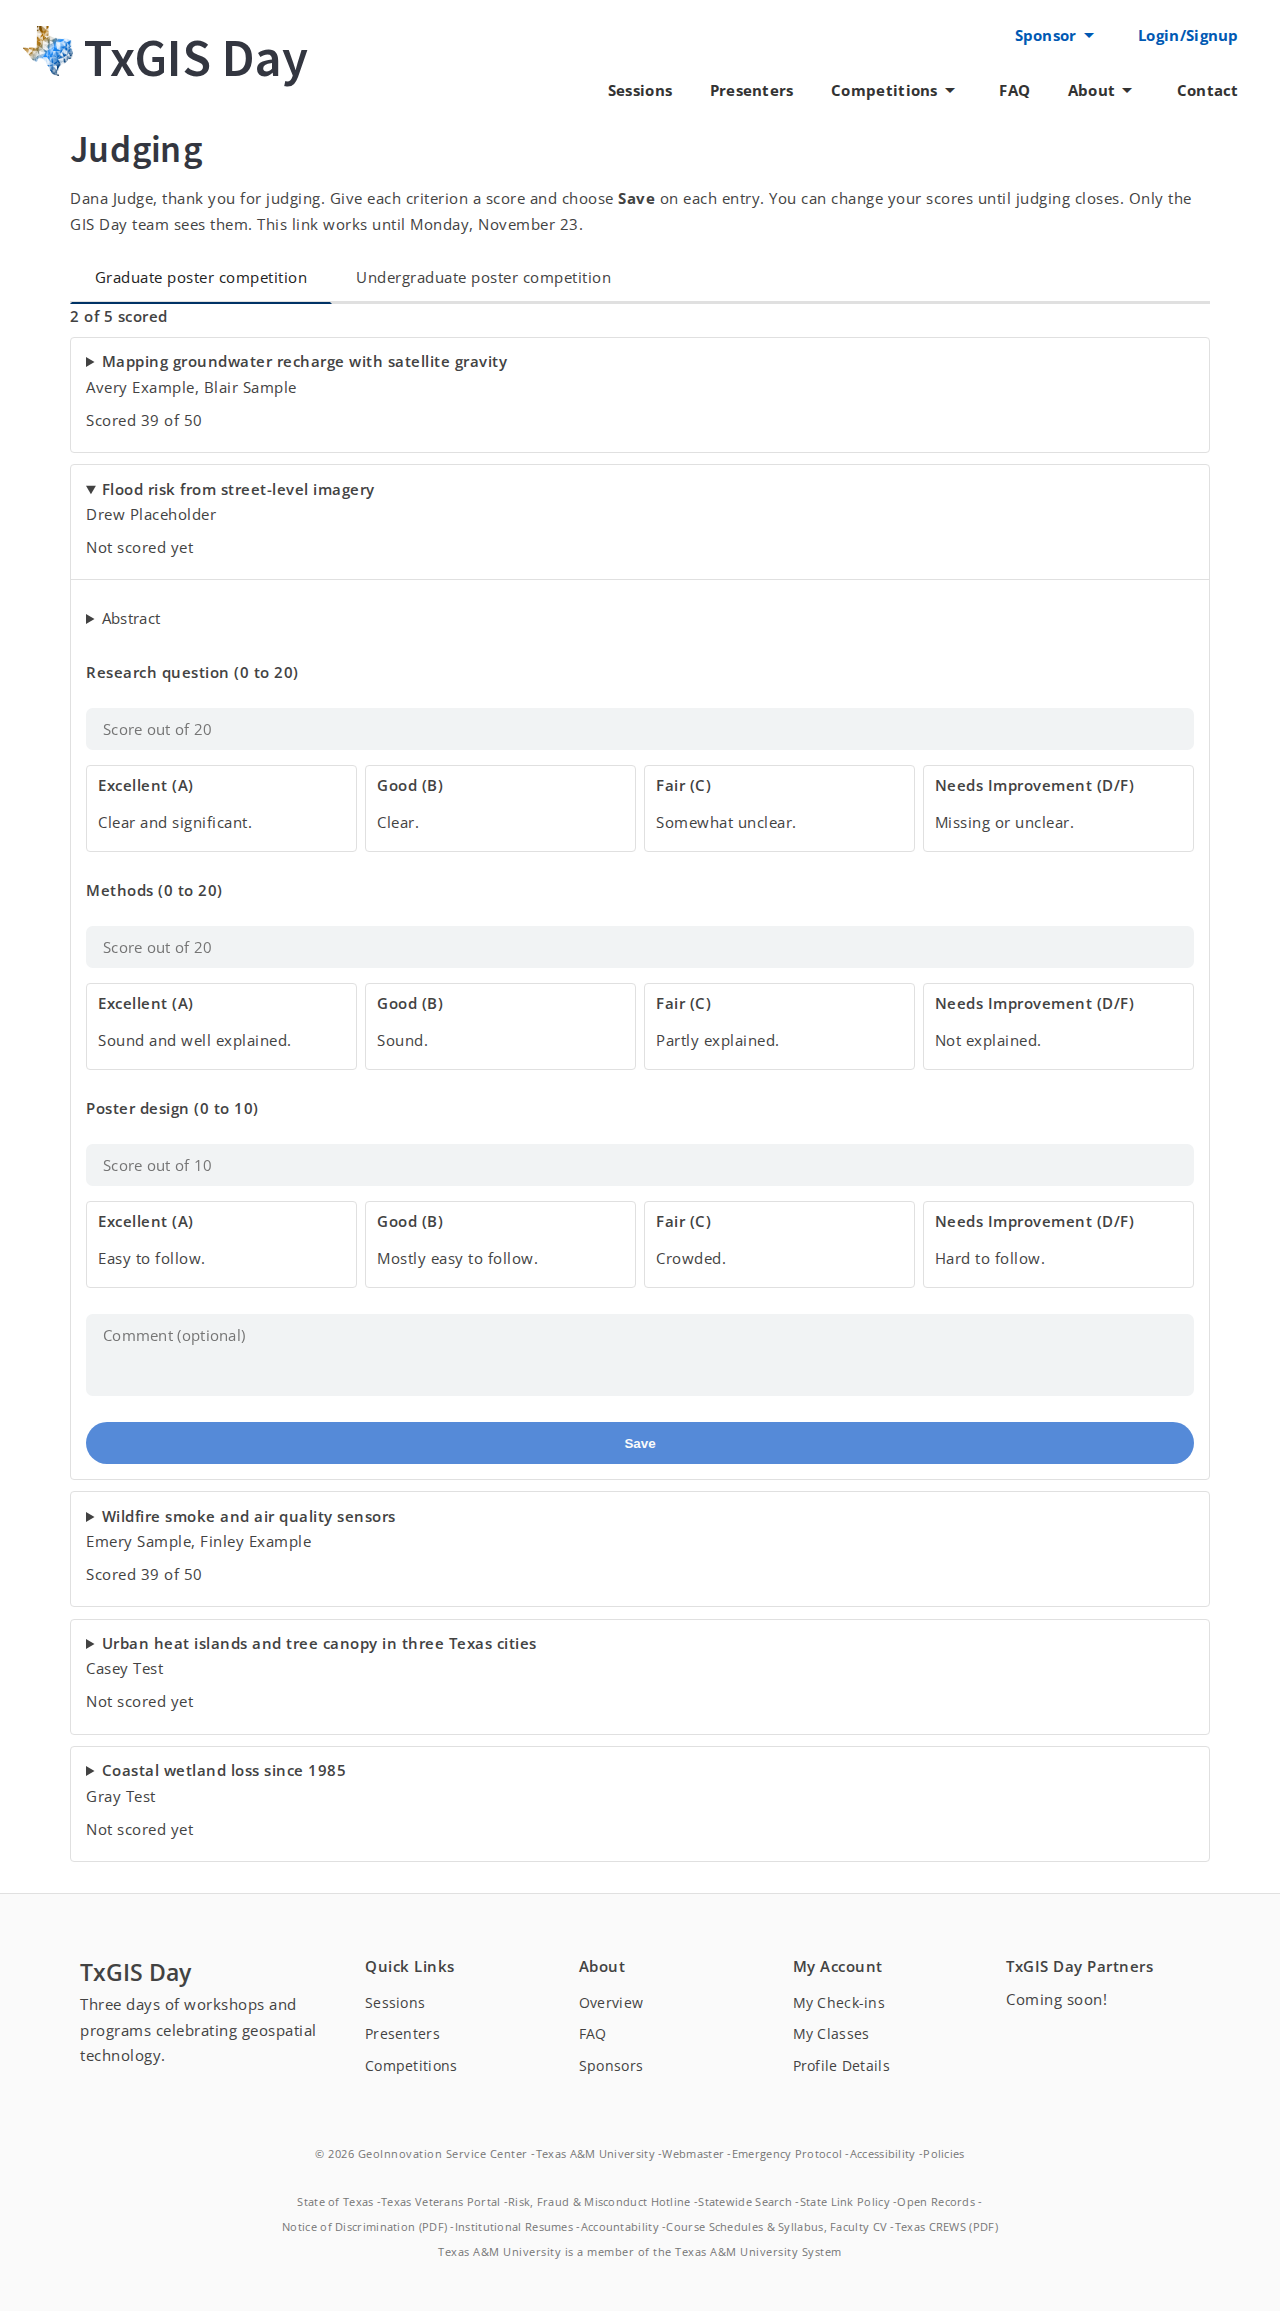 TxGIS Day
Sponsor
Login/Signup
Sessions
Presenters
Competitions
FAQ
About
Contact
Judging
Dana Judge, thank you for judging. Give each criterion a score and choose Save on each entry. You can change your scores until judging closes. Only the
GIS Day team sees them. This link works until Monday, November 23.
Graduate poster competition
Undergraduate poster competition
2 of 5 scored
Mapping groundwater recharge with satellite gravity
Avery Example, Blair Sample
Scored 39 of 50
Flood risk from street-level imagery
Drew Placeholder
Not scored yet
Abstract
Research question (0 to 20)
Score out of 20
Excellent (A)
Clear and significant.
Good (B)
Clear.
Fair (C)
Somewhat unclear.
Needs Improvement (D/F)
Missing or unclear.
Methods (0 to 20)
Score out of 20
Excellent (A)
Sound and well explained.
Good (B)
Sound.
Fair (C)
Partly explained.
Needs Improvement (D/F)
Not explained.
Poster design (0 to 10)
Score out of 10
Excellent (A)
Easy to follow.
Good (B)
Mostly easy to follow.
Fair (C)
Crowded.
Needs Improvement (D/F)
Hard to follow.
Comment (optional)
Save
Wildfire smoke and air quality sensors
Emery Sample, Finley Example
Scored 39 of 50
Urban heat islands and tree canopy in three Texas cities
Casey Test
Not scored yet
Coastal wetland loss since 1985
Gray Test
Not scored yet
TxGIS Day
Three days of workshops and
programs celebrating geospatial
technology.
Quick Links
Sessions
Presenters
Competitions
About
Overview
FAQ
Sponsors
My Account
My Check-ins
My Classes
Profile Details
TxGIS Day Partners
Coming soon!
© 2026 GeoInnovation Service Center -Texas A&M University -Webmaster -Emergency Protocol -Accessibility -Policies
State of Texas -Texas Veterans Portal -Risk, Fraud & Misconduct Hotline -Statewide Search -State Link Policy -Open Records -
Notice of Discrimination (PDF) -Institutional Resumes -Accountability -Course Schedules & Syllabus, Faculty CV -Texas CREWS (PDF)
Texas A&M University is a member of the Texas A&M University System